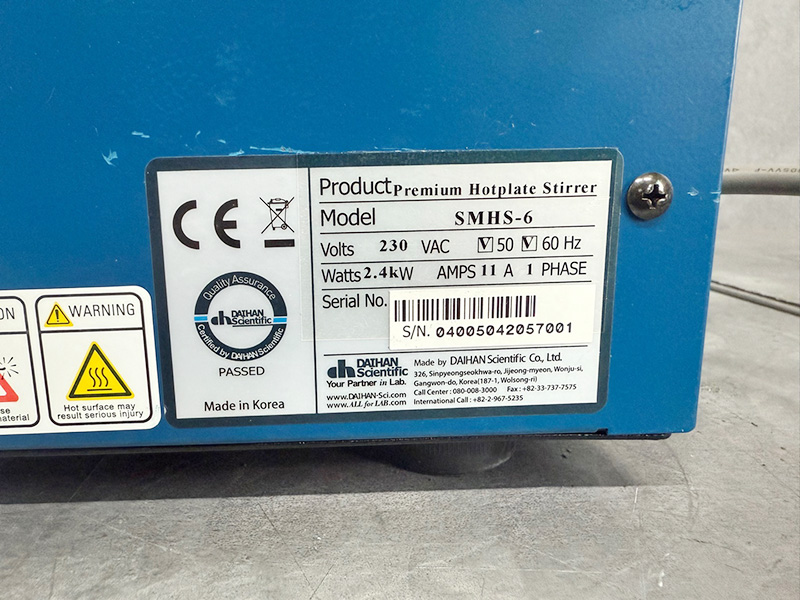 Product Premium Hotplate Stirrer
Model SMHS-6
Volts 230 VAC V 50 V 60 Hz
Watts 2.4kW AMPS 11 A 1 PHASE
Serial No.
S/N. 04005042057001
CE
Quality Assurance
dh DAIHAN Scientific
Certified by DAIHAN Scientific
PASSED
Made in Korea
dh DAIHAN Scientific
Your Partner in Lab.
www.DAIHAN-Sci.com
www.ALL for LAB.com
Made by DAIHAN Scientific Co., Ltd.
326, Sinpyeongseokhwa-ro, Jijeong-myeon, Wonju-si,
Gangwon-do, Korea(187-1, Wolsong-ri)
Call Center : 080-008-3000 Fax : +82-33-737-7575
International Call : +82-2-967-5235
WARNING
Hot surface may
result serious injury